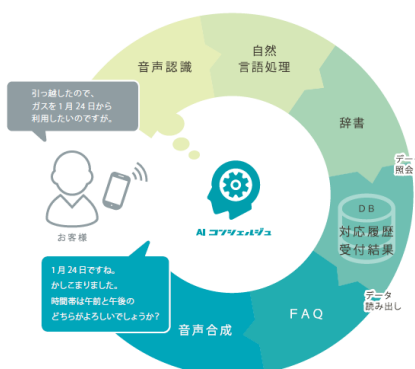 自然
言語処理
音声認識
引っ越したので、
ガスを1月24日から
利用したいのですが。
辞書
デー
照会
DB
対応履歴
受付結果
AI コンシェルジュ
お客様
データ
読み出し
1月24日ですね。
かしこまりました。
時間帯は午前と午後の
どちらがよろしいでしょうか?
FAQ
音声合成